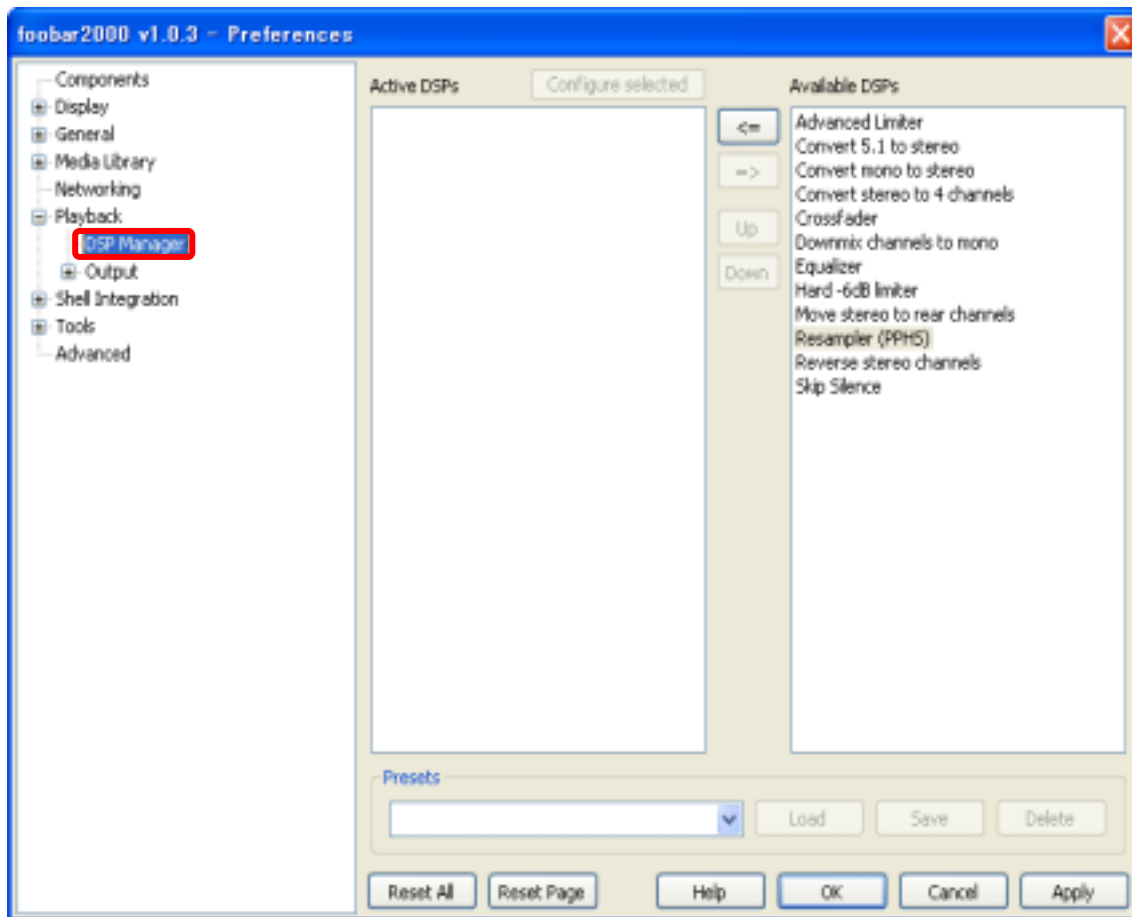 foobar2000 v1.0.3 - Preferences
Components
Display
General
Media Library
Networking
Playback
DSP Manager
Output
Shell Integration
Tools
Advanced
Active DSPs
Configure selected
Available DSPs
<=
=>
Up
Down
Advanced Limiter
Convert 5.1 to stereo
Convert mono to stereo
Convert stereo to 4 channels
Crossfader
Downmix channels to mono
Equalizer
Hard -6dB limiter
Move stereo to rear channels
Resampler (PPHS)
Reverse stereo channels
Skip Silence
Presets
Load
Save
Delete
Reset All
Reset Page
Help
OK
Cancel
Apply